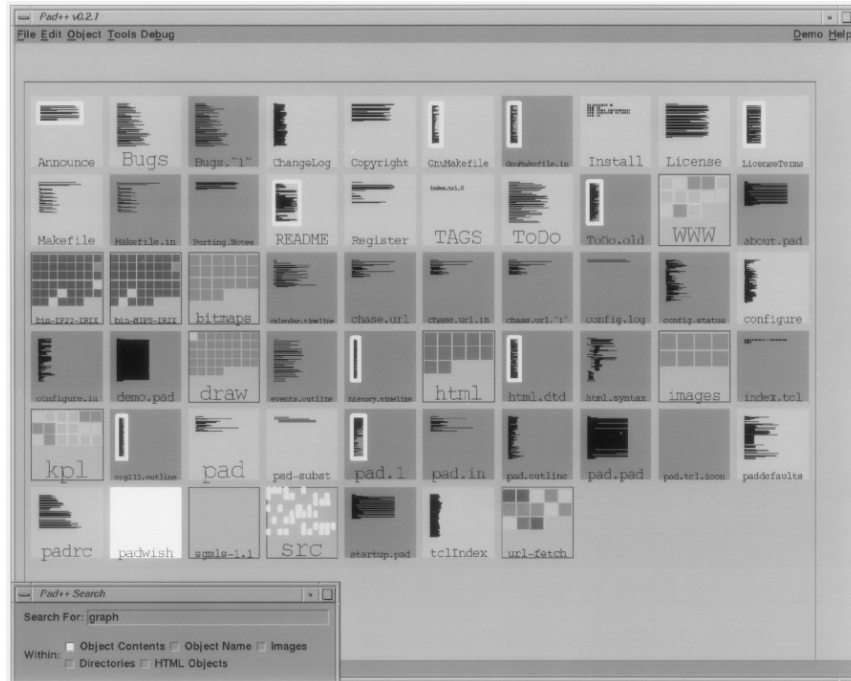 Pad++ v0.2.1
File Edit Object Tools Debug Demo Help
Announce Bugs Bugs.~1~ ChangeLog Copyright GnuMakefile GnuMakefile.in Install License LicenseTerms
index.tcl,0
Makefile Makefile.in Porting.Notes README Register TAGS ToDo ToDo.old WWW about.pad
bin-IP22-IRIX bin-MIPS-IRIX bitmaps calendar.timeline chase.url chase.url.in chase.url.~1~ config.log config.status configure
configure.in demo.pad draw events.outline history.timeline html html.dtd html.syntax images index.tcl
kpl pad pad-subst pad.1 pad.in pad.outline pad.pad pad.tcl.icon paddefaults
padrc padwish sgmls-1.1 src startup.pad tclIndex url-fetch
Pad++ Search
Search For: graph
Within: Object Contents Object Name Images
Directories HTML Objects